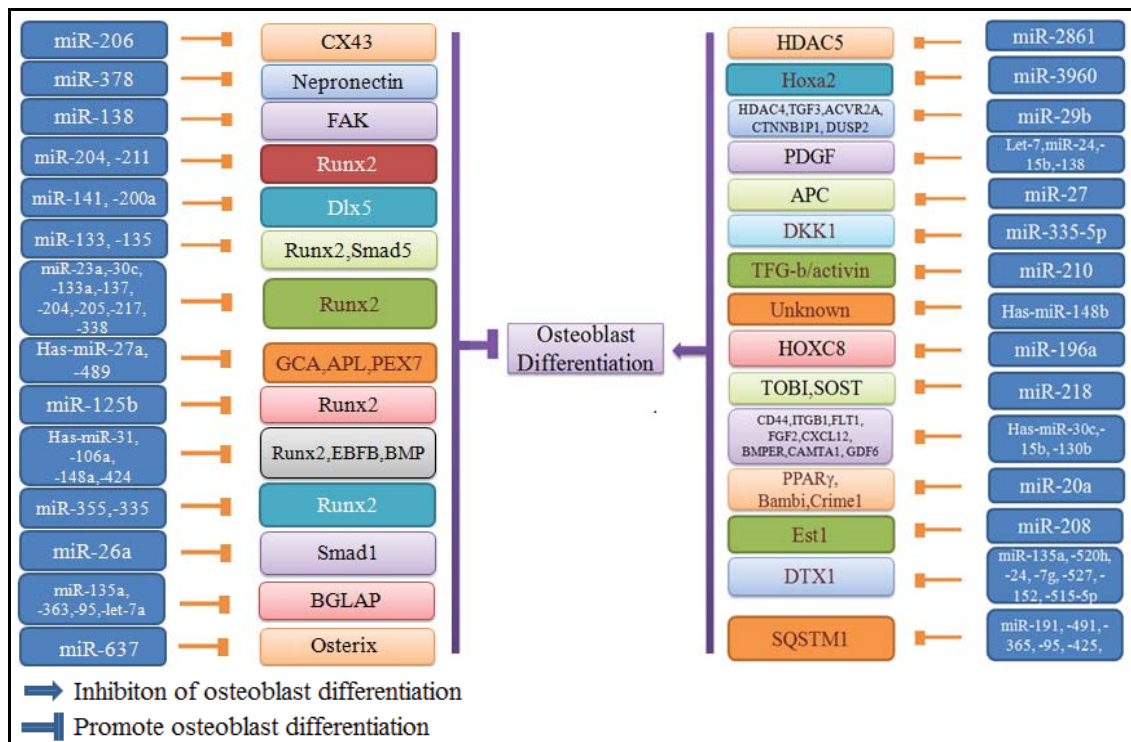 miR-206
CX43
miR-378
Nepronectin
miR-138
FAK
miR-204, -211
Runx2
miR-141, -200a
Dlx5
miR-133, -135
Runx2,Smad5
miR-23a,-30c,
-133a,-137,
-204,-205,-217,
-338
Runx2
Has-miR-27a,
-489
GCA,APL,PEX7
miR-125b
Runx2
Has-miR-31,
-106a,
-148a,-424
Runx2,EBFB,BMP
miR-355,-335
Runx2
miR-26a
Smad1
miR-135a,
-363,-95,-let-7a
BGLAP
miR-637
Osterix
Osteoblast
Differentiation
HDAC5
miR-2861
Hoxa2
miR-3960
HDAC4,TGF3,ACVR2A,
CTNNB1P1, DUSP2
miR-29b
PDGF
Let-7,miR-24,-
15b,-138
APC
miR-27
DKK1
miR-335-5p
TFG-b/activin
miR-210
Unknown
Has-miR-148b
HOXC8
miR-196a
TOBI,SOST
miR-218
CD44,ITGB1,FLT1,
FGF2,CXCL12,
BMPER,CAMTA1, GDF6
Has-miR-30c,-
15b, -130b
PPARγ,
Bambi,Crime1
miR-20a
Est1
miR-208
DTX1
miR-135a, -520h,
-24, -7g, -527, -
152, -515-5p
SQSTM1
miR-191, -491, -
365, -95, -425,
Inhibiton of osteoblast differentiation
Promote osteoblast differentiation